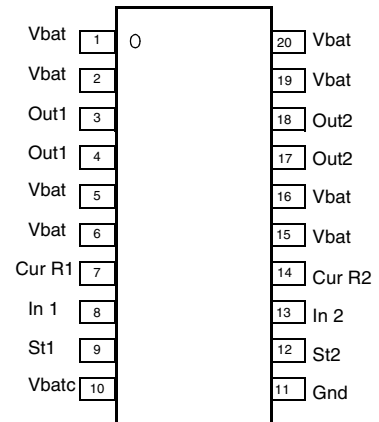 Vbat 1 O 20 Vbat
Vbat 2 19 Vbat
Out1 3 18 Out2
Out1 4 17 Out2
Vbat 5 16 Vbat
Vbat 6 15 Vbat
Cur R1 7 14 Cur R2
In 1 8 13 In 2
St1 9 12 St2
Vbatc 10 11 Gnd